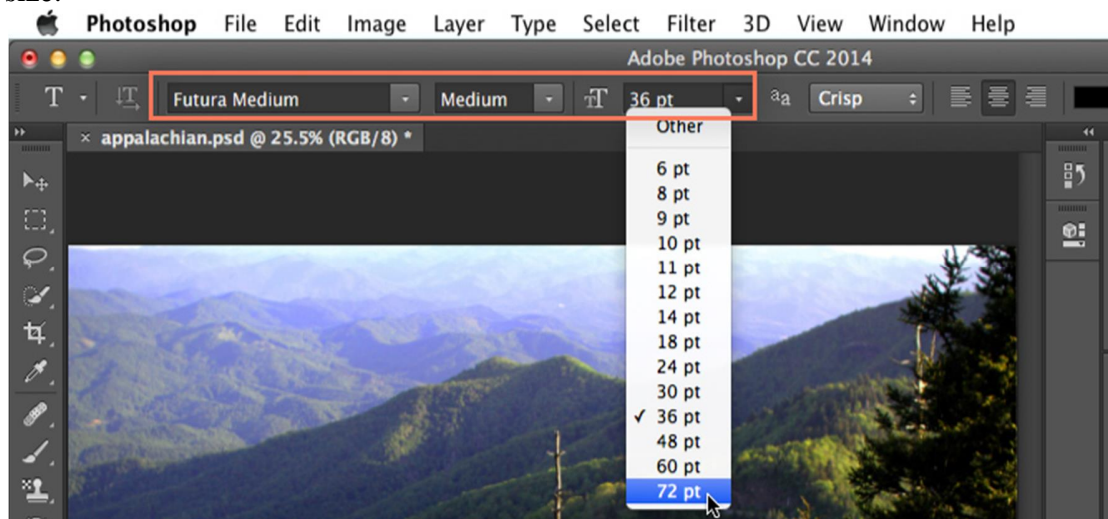 size.
Photoshop File Edit Image Layer Type Select Filter 3D View Window Help
Adobe Photoshop CC 2014
T Futura Medium Medium TT 36 pt aa Crisp
× appalachian.psd @ 25.5% (RGB/8) *
Other
6 pt
8 pt
9 pt
10 pt
11 pt
12 pt
14 pt
18 pt
24 pt
30 pt
✓ 36 pt
48 pt
60 pt
72 pt